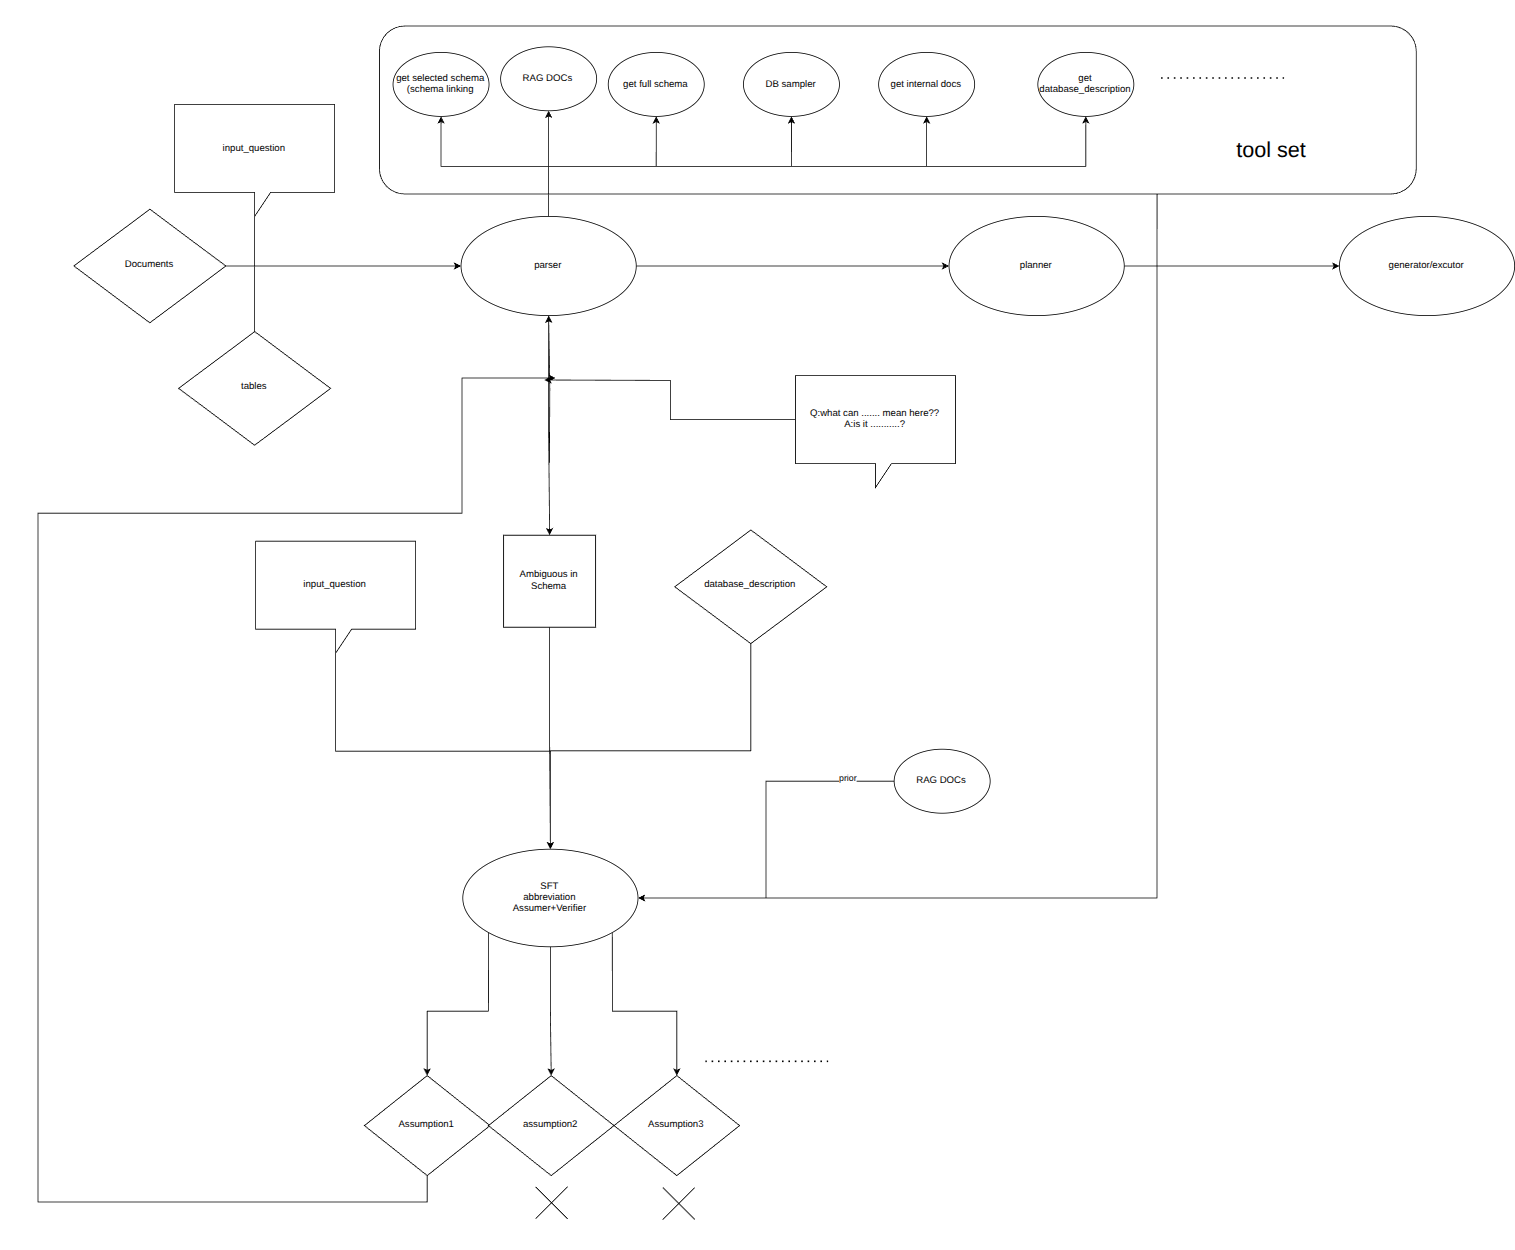 get selected schema
(schema linking
RAG DOCs
get full schema
DB sampler
get internal docs
get
database_description
.....................
tool set
input_question
Documents
parser
planner
generator/excutor
tables
Q:what can ....... mean here??
A:is it ...........?
input_question
Ambiguous in
Schema
database_description
prior
RAG DOCs
SFT
abbreviation
Assumer+Verifier
.....................
Assumption1
assumption2
Assumption3